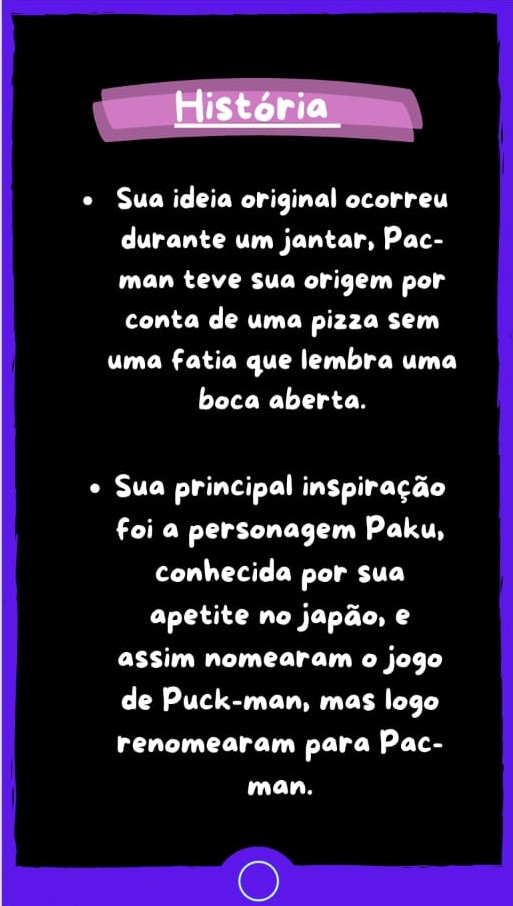 História
• Sua ideia original ocorreu
durante um jantar, Pac-
man teve sua origem por
conta de uma pizza sem
uma fatia que lembra uma
boca aberta.
• Sua principal inspiração
foi a personagem Paku,
conhecida por sua
apetite no japão, e
assim nomearam o jogo
de Puck-man, mas logo
renomearam para Pac-
man.